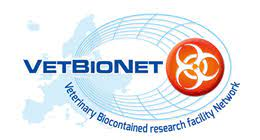 VETBIONET
Veterinary Biocontained research facility Network